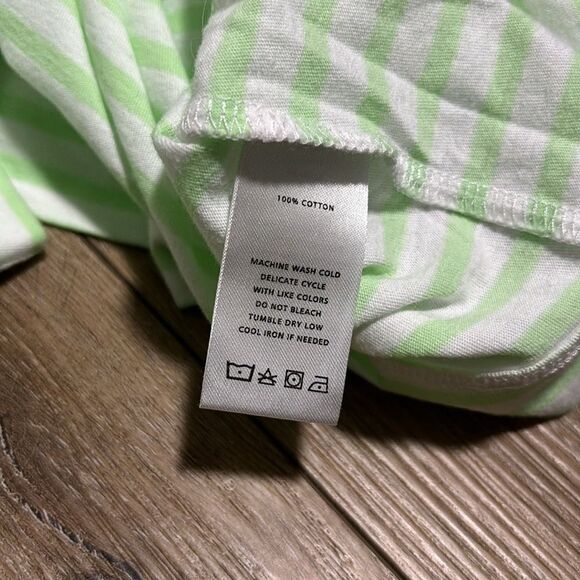 100% COTTON
MACHINE WASH COLD
DELICATE CYCLE
WITH LIKE COLORS
DO NOT BLEACH
TUMBLE DRY LOW
COOL IRON IF NEEDED